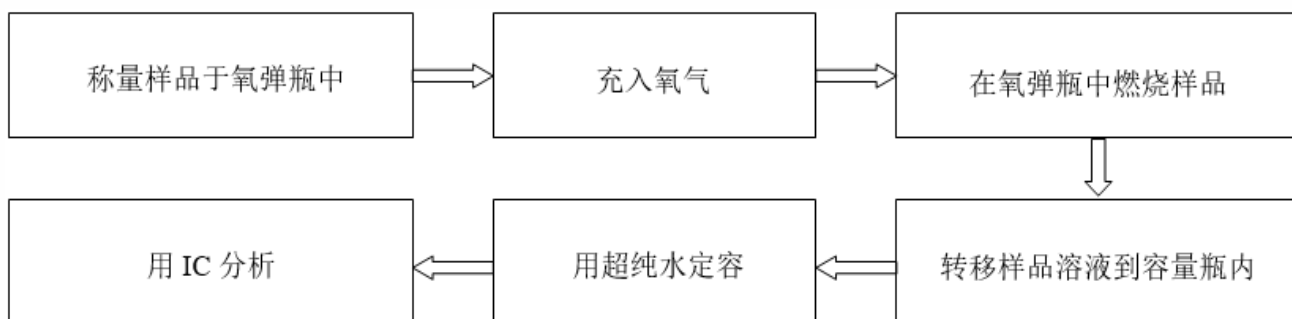 称量样品于氧弹瓶中
充入氧气
在氧弹瓶中燃烧样品
转移样品溶液到容量瓶内
用超纯水定容
用 IC 分析